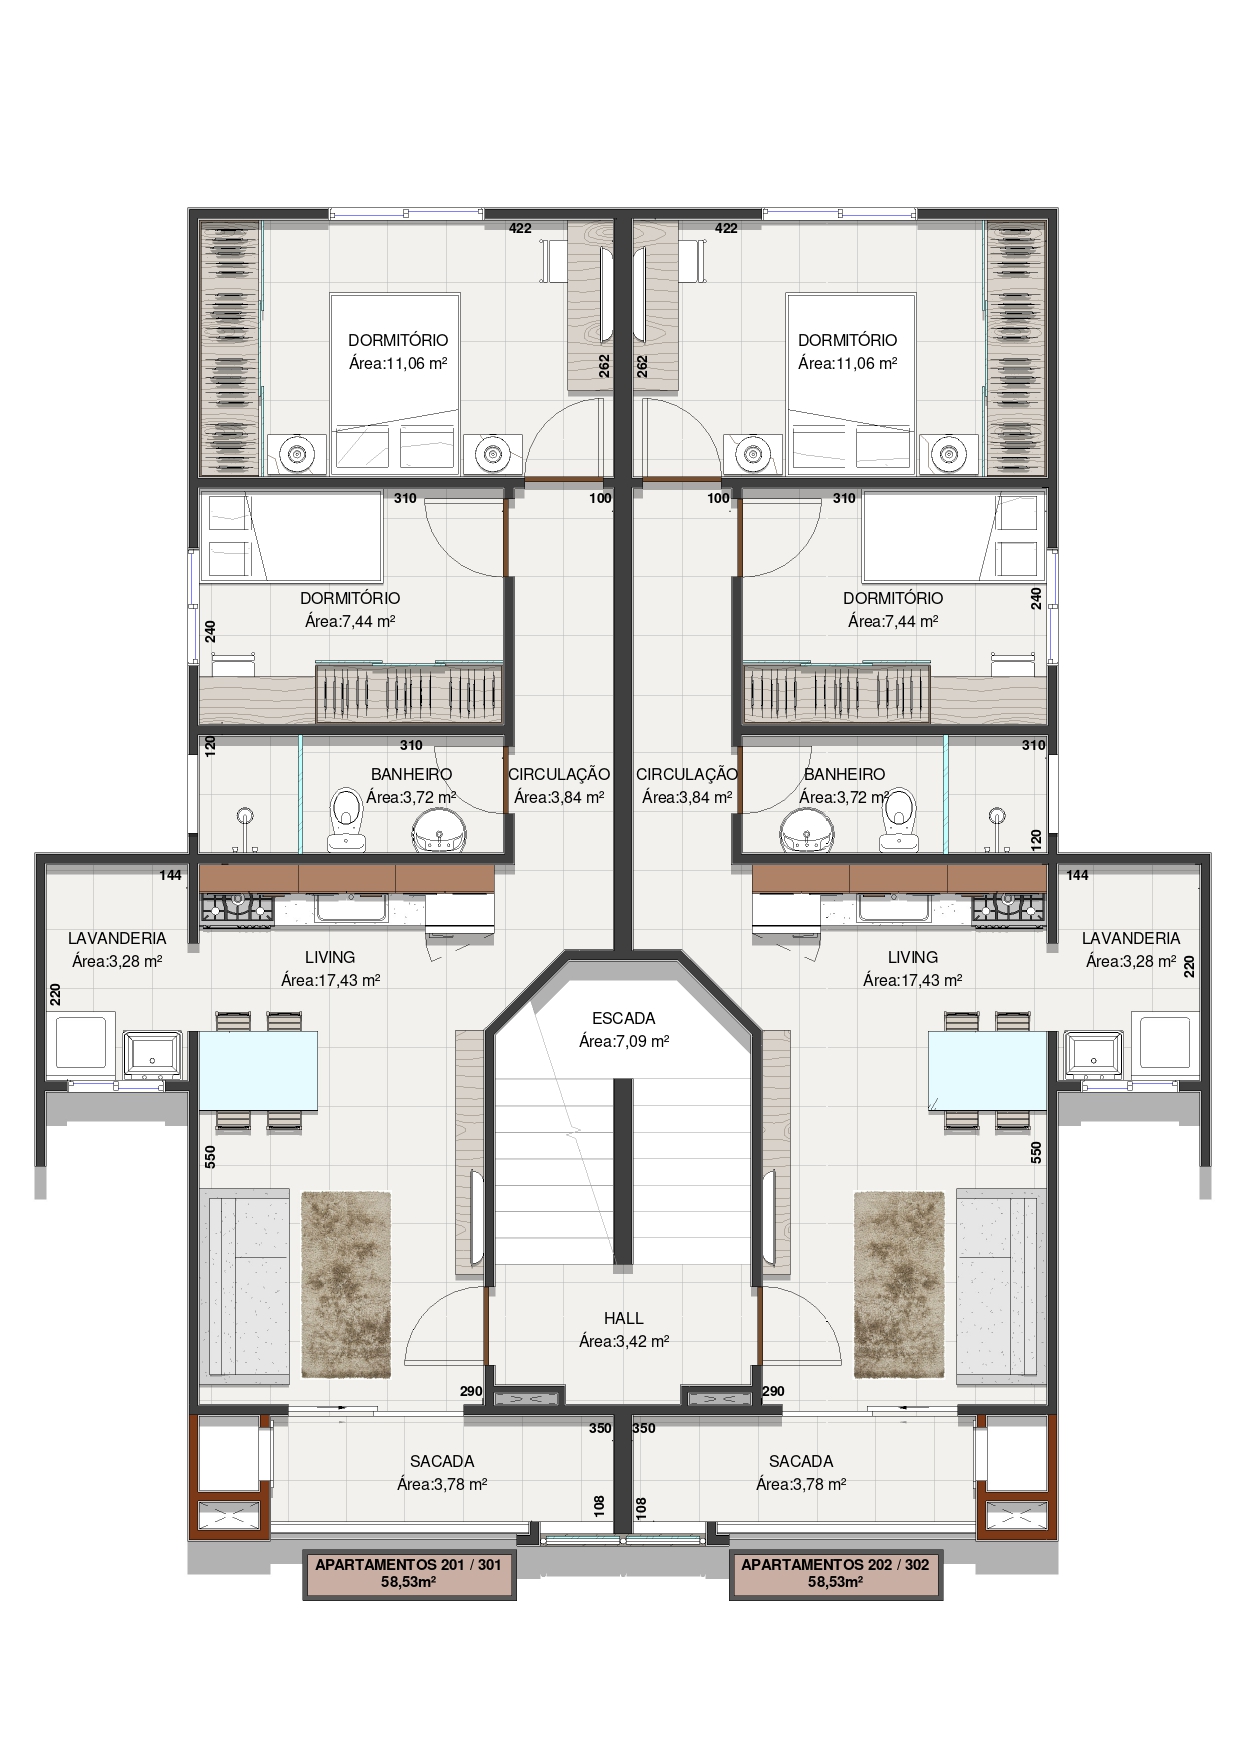 422
422
DORMITÓRIO
Área:11,06 m²
262
262
DORMITÓRIO
Área:11,06 m²
310
100
100
310
DORMITÓRIO
Área:7,44 m²
240
DORMITÓRIO
Área:7,44 m²
240
120
310
BANHEIRO
Área:3,72 m²
CIRCULAÇÃO
Área:3,84 m²
CIRCULAÇÃO
Área:3,84 m²
BANHEIRO
Área:3,72 m²
310
120
144
144
LAVANDERIA
Área:3,28 m²
220
LIVING
Área:17,43 m²
LIVING
Área:17,43 m²
LAVANDERIA
Área:3,28 m²
220
ESCADA
Área:7,09 m²
550
550
HALL
Área:3,42 m²
290
290
350
350
SACADA
Área:3,78 m²
108
108
SACADA
Área:3,78 m²
APARTAMENTOS 201 / 301
58,53m²
APARTAMENTOS 202 / 302
58,53m²